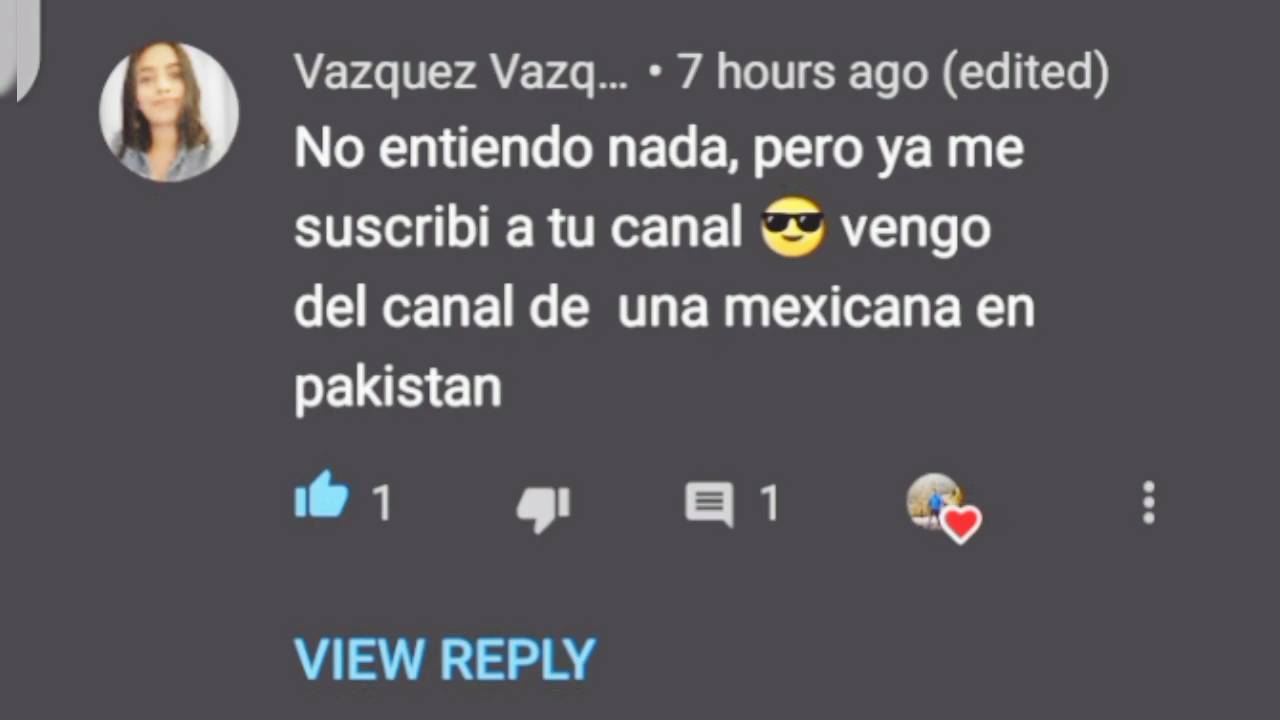 Vazquez Vazq... • 7 hours ago (edited)
No entiendo nada, pero ya me
suscribi a tu canal 😎 vengo
del canal de  una mexicana en
pakistan
1 1
VIEW REPLY